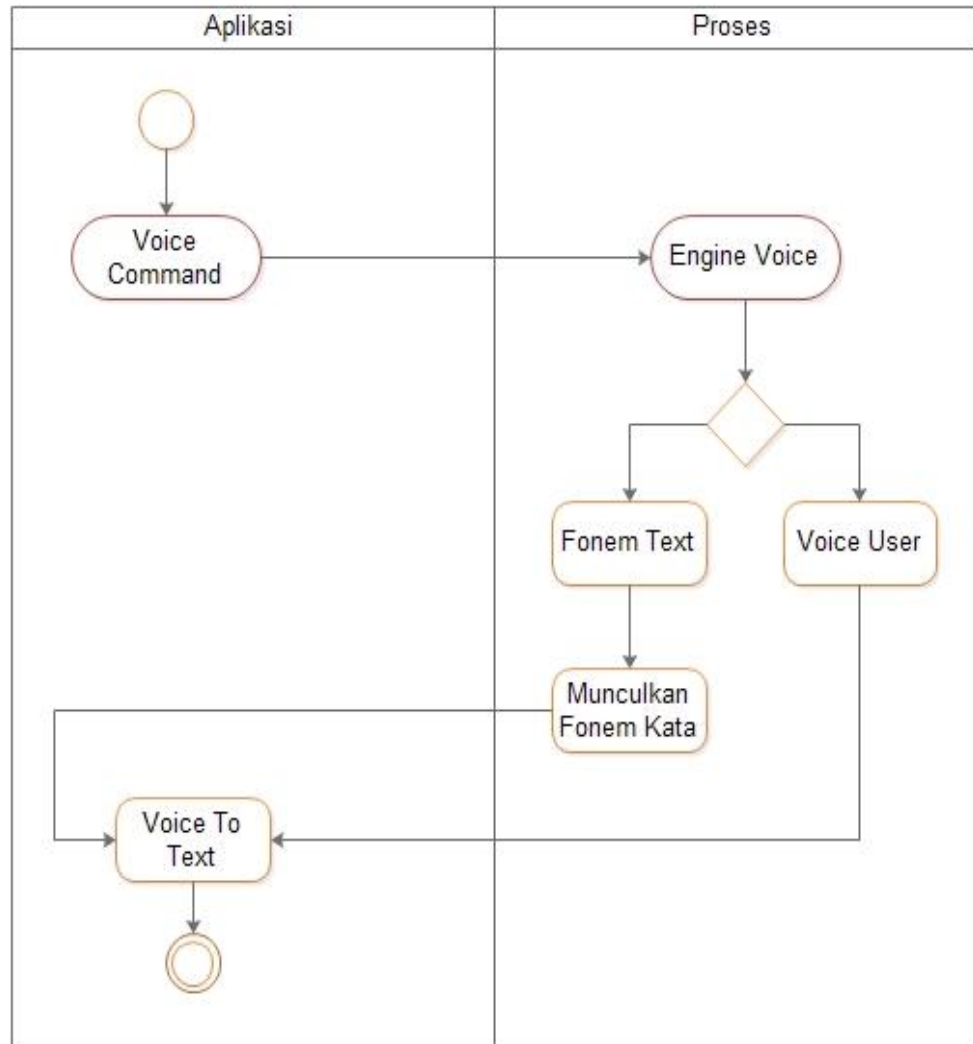 Aplikasi
Proses
Voice
Command
Engine Voice
Fonem Text
Voice User
Munculkan
Fonem Kata
Voice To
Text